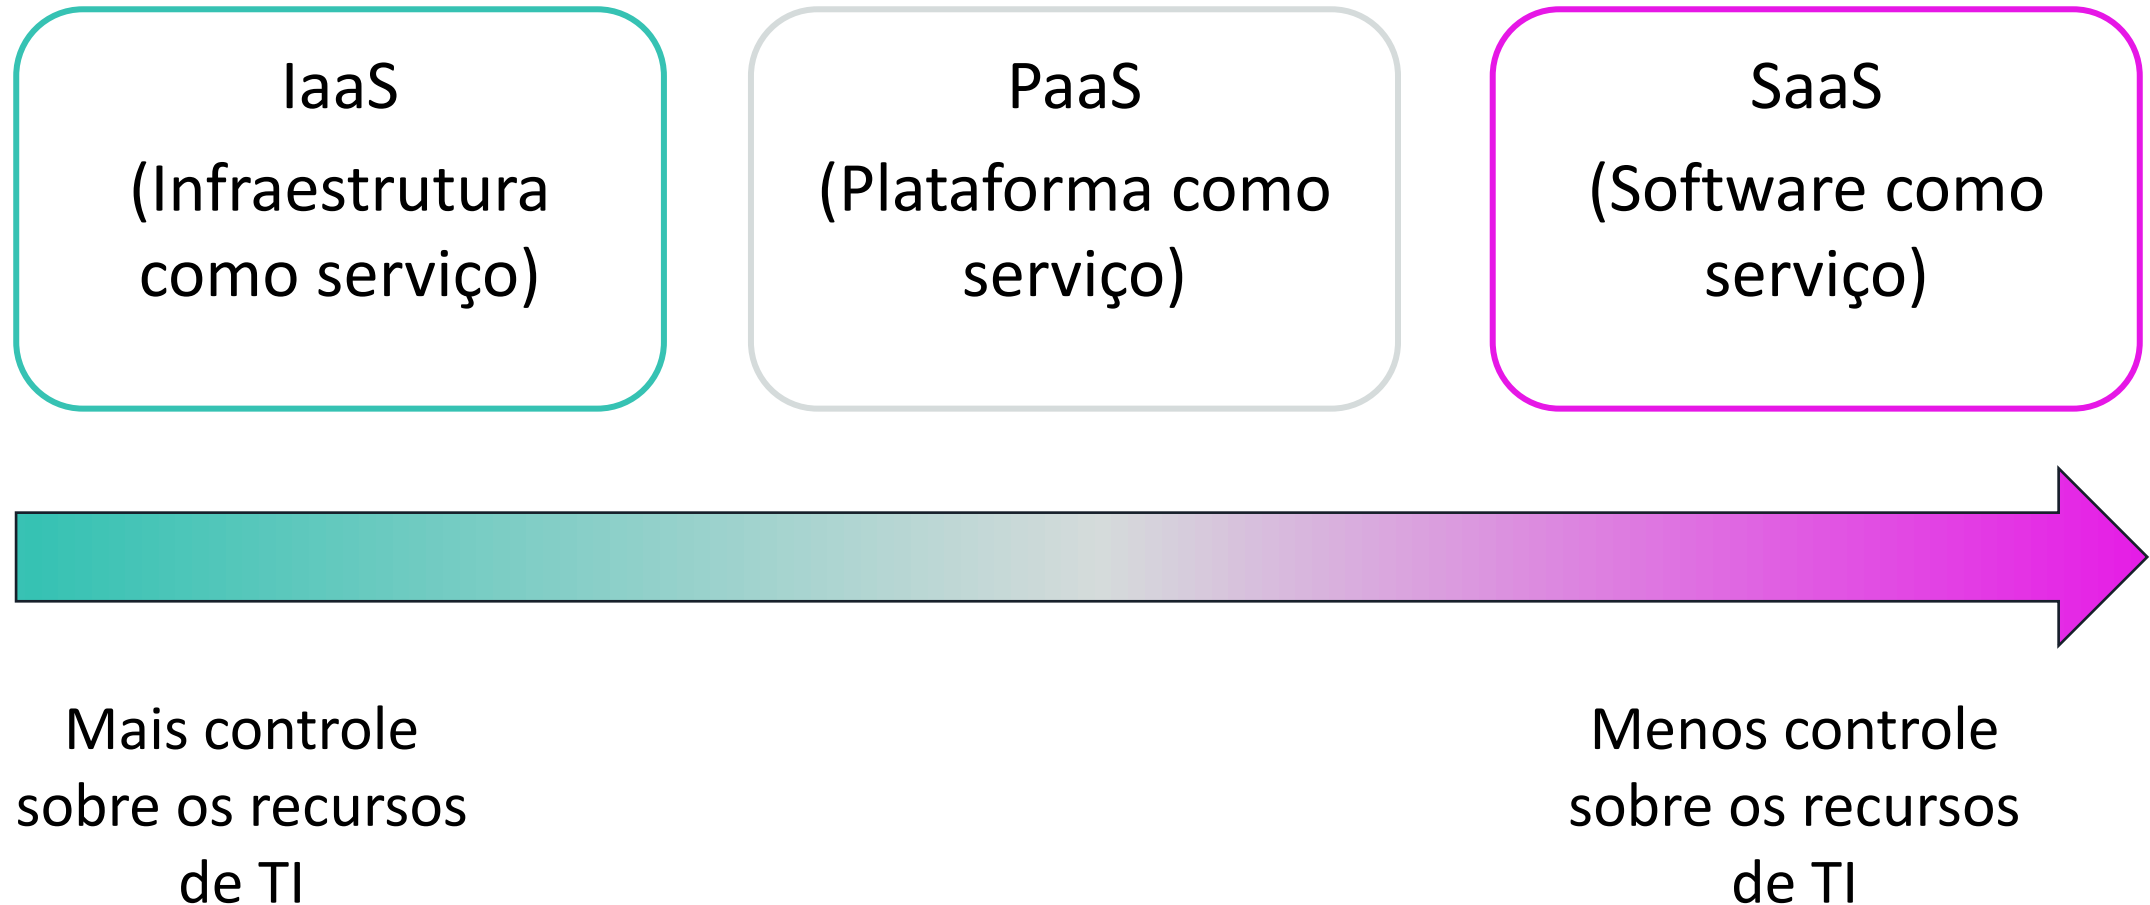 IaaS
(Infraestrutura
como serviço)
PaaS
(Plataforma como
serviço)
SaaS
(Software como
serviço)
Mais controle
sobre os recursos
de TI
Menos controle
sobre os recursos
de TI